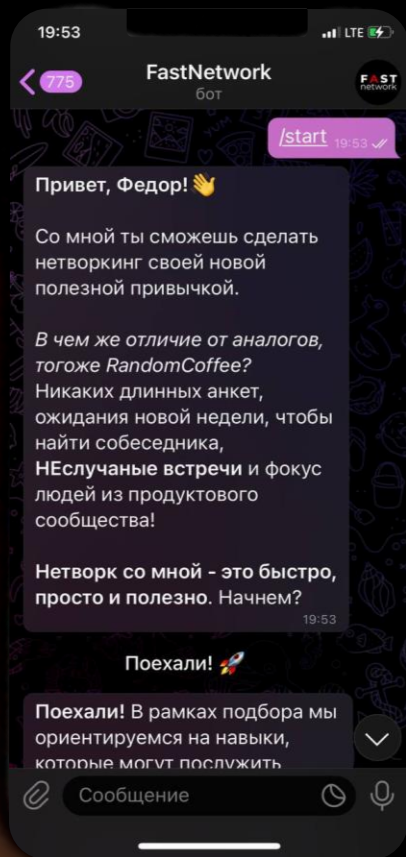 19:53
LTE
775
FastNetwork
бот
FAST
network
/start 19:53
Привет, Федор! 👋
Со мной ты сможешь сделать
нетворкинг своей новой
полезной привычкой.
В чем же отличие от аналогов,
тогоже RandomCoffee?
Никаких длинных анкет,
ожидания новой недели, чтобы
найти собеседника,
НЕслучаные встречи и фокус
людей из продуктового
сообщества!
Нетворк со мной - это быстро,
просто и полезно. Начнем?
19:53
Поехали! 🚀
Поехали! В рамках подбора мы
ориентируемся на навыки,
которые могут послужить
Сообщение